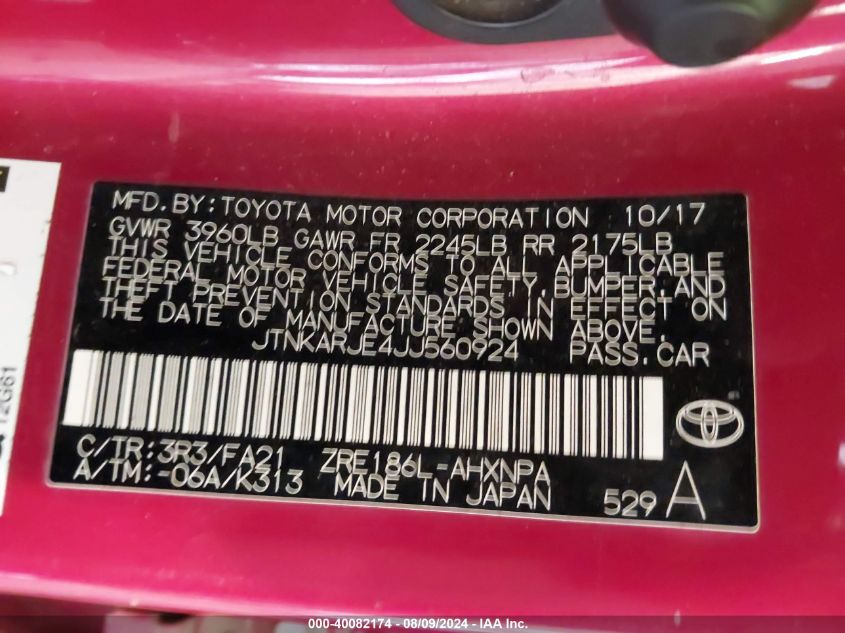 MFD. BY: TOYOTA MOTOR CORPORATION 10/17
GVWR 3960LB GAWR FR 2245LB RR 2175LB
THIS VEHICLE CONFORMS TO ALL APPLICABLE
FEDERAL MOTOR VEHICLE SAFETY, BUMPER, AND
THEFT PREVENTION STANDARDS IN EFFECT ON
THE DATE OF MANUFACTURE SHOWN ABOVE.
JTNKARJE4JJ560924 PASS. CAR
C/TR: 3R3/FA21 ZRE186L-AHXNPA
A/TM: -06A/K313 MADE IN JAPAN
529 A
12G61
000-40082174 - 08/09/2024 - IAA Inc.